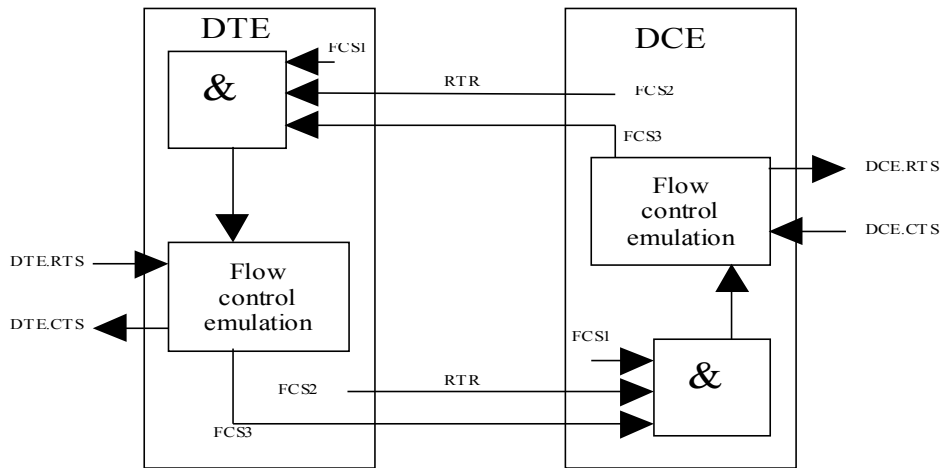 DTE
DCE
FCS1
&
RTR
FCS2
FCS3
DCE.RTS
Flow
control
emulation
DCE.CTS
DTE.RTS
Flow
control
emulation
DTE.CTS
FCS1
&
FCS2
RTR
FCS3